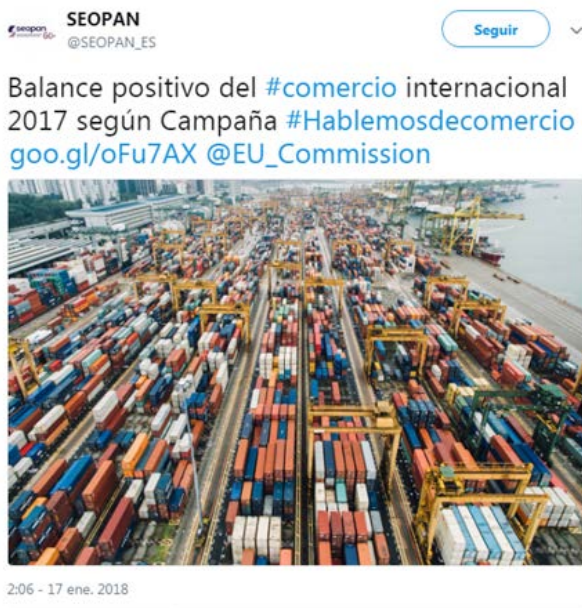 SEOPAN
@SEOPAN_ES
Seguir
seopan
Balance positivo del #comercio internacional
2017 según Campaña #Hablemosdecomercio
goo.gl/oFu7AX @EU_Commission
2:06 - 17 ene. 2018